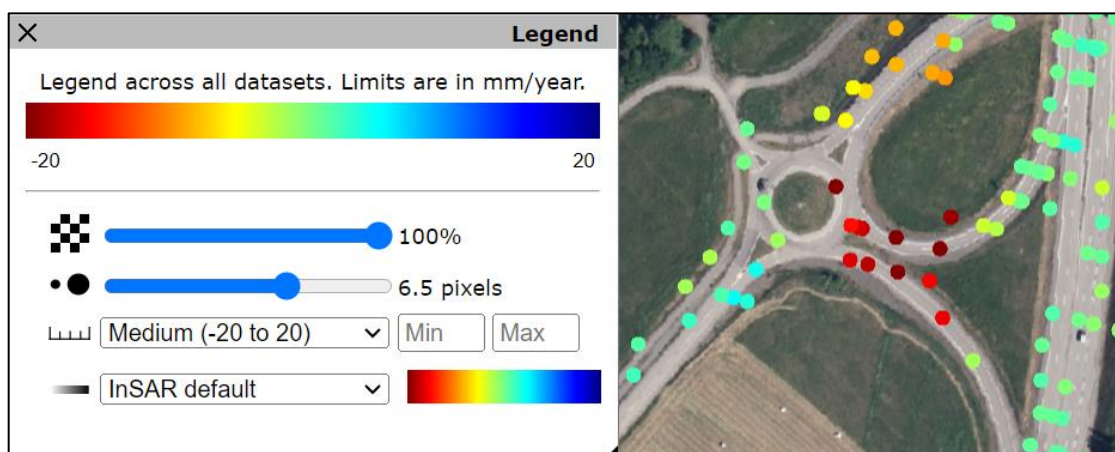 Legend
Legend across all datasets. Limits are in mm/year.
-20 20
100%
6.5 pixels
Medium (-20 to 20) Min Max
InSAR default